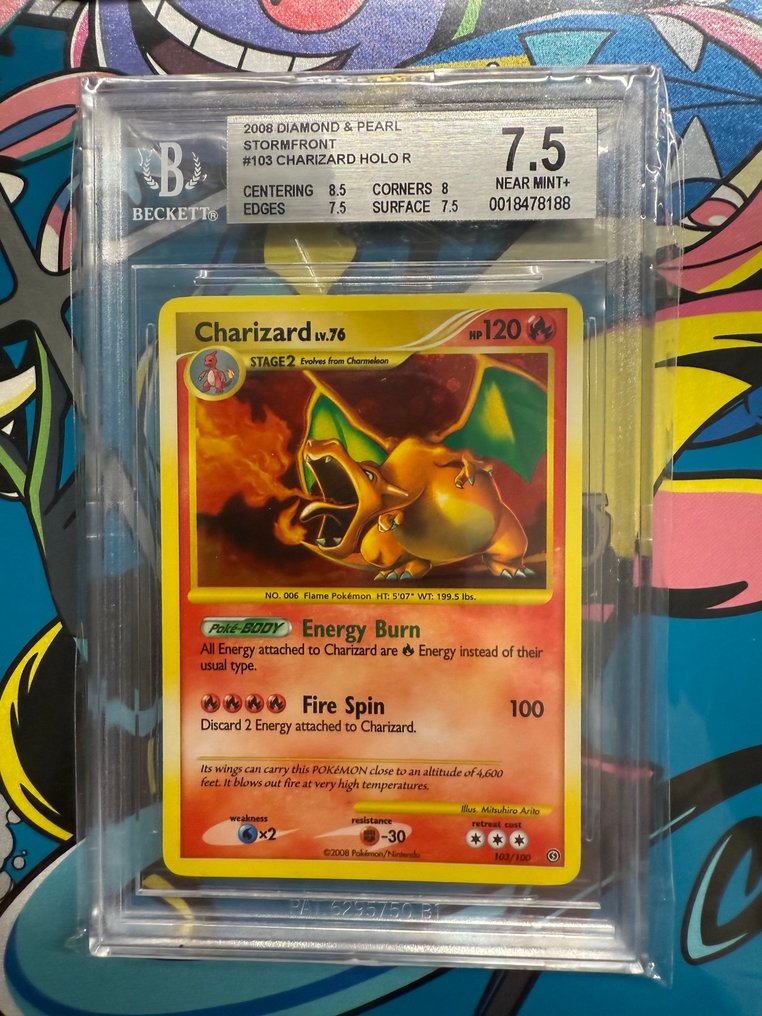 2008 DIAMOND & PEARL
STORMFRONT
#103 CHARIZARD HOLO R
7.5
NEAR MINT+
CENTERING 8.5 CORNERS 8
EDGES 7.5 SURFACE 7.5
0018478188
B
BECKETT®
Charizard LV.76
HP 120
STAGE2 Evolves from Charmeleon
NO. 006 Flame Pokémon HT: 5'07" WT: 199.5 lbs.
Poké-BODY Energy Burn
All Energy attached to Charizard are Energy instead of their
usual type.
Fire Spin 100
Discard 2 Energy attached to Charizard.
Its wings can carry this POKéMON close to an altitude of 4,600
feet. It blows out fire at very high temperatures.
Illus. Mitsuhiro Arita
weakness resistance retreat cost
×2 -30
©2008 Pokémon/Nintendo 103/100
PAT. 6295750 B1